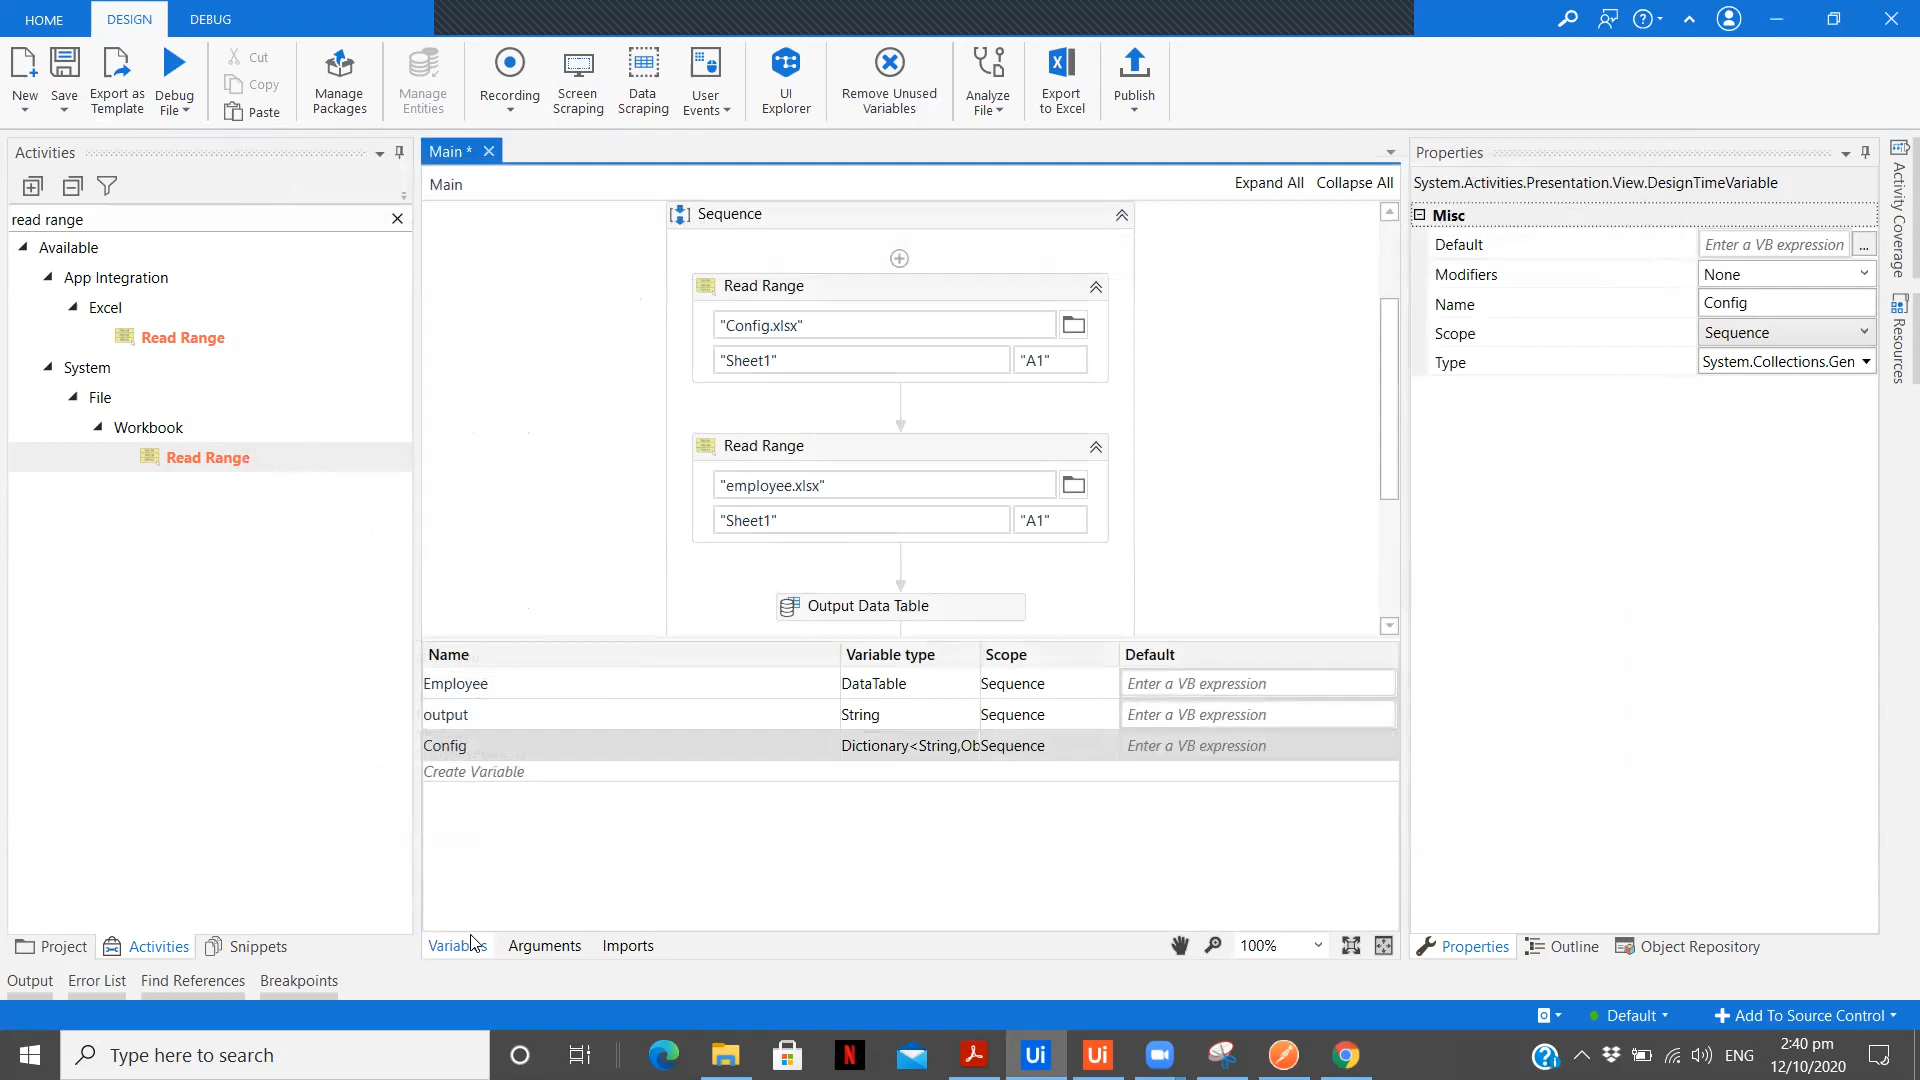 HOME DESIGN DEBUG
New Save Export as Template Debug File Cut Copy Paste Manage Packages Manage Entities Recording Screen Scraping Data Scraping User Events UI Explorer Remove Unused Variables Analyze File Export to Excel Publish
Activities
read range
Available
App Integration
Excel
Read Range
System
File
Workbook
Read Range
Project Activities Snippets
Main *
Main Expand All Collapse All
Sequence
Read Range
"Config.xlsx"
"Sheet1" "A1"
Read Range
"employee.xlsx"
"Sheet1" "A1"
Output Data Table
Name Variable type Scope Default
Employee DataTable Sequence Enter a VB expression
output String Sequence Enter a VB expression
Config Dictionary<String,Ob Sequence Enter a VB expression
Create Variable
Variables Arguments Imports 100%
Properties
System.Activities.Presentation.View.DesignTimeVariable
Misc
Default Enter a VB expression ...
Modifiers None
Name Config
Scope Sequence
Type System.Collections.Gen
Properties Outline Object Repository
Activity Coverage
Resources
Output Error List Find References Breakpoints
Default Add To Source Control
Type here to search
ENG
2:40 pm
12/10/2020